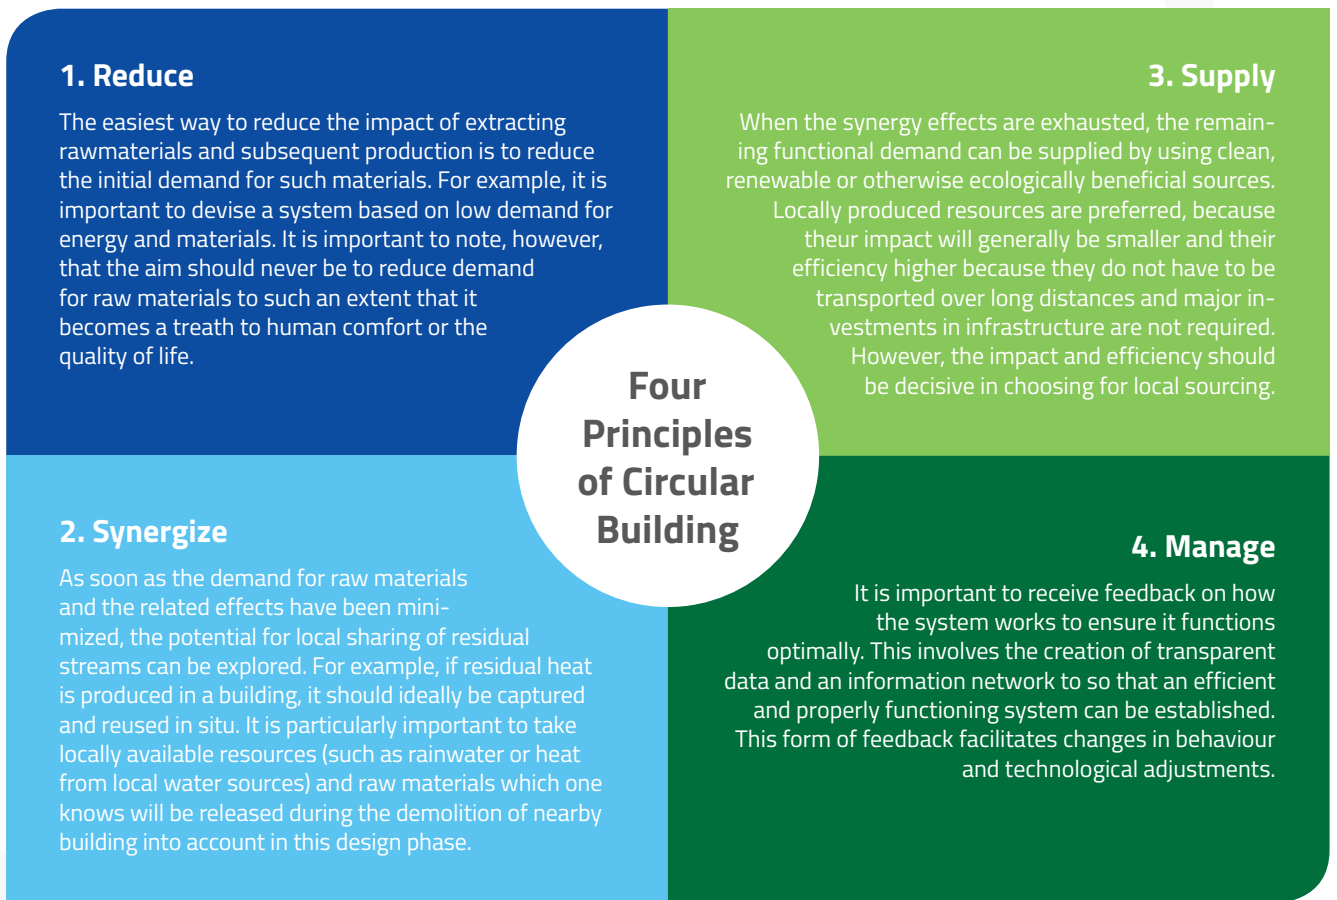 1. Reduce
The easiest way to reduce the impact of extracting
rawmaterials and subsequent production is to reduce
the initial demand for such materials. For example, it is
important to devise a system based on low demand for
energy and materials. It is important to note, however,
that the aim should never be to reduce demand
for raw materials to such an extent that it
becomes a treath to human comfort or the
quality of life.
2. Synergize
As soon as the demand for raw materials
and the related effects have been mini-
mized, the potential for local sharing of residual
streams can be explored. For example, if residual heat
is produced in a building, it should ideally be captured
and reused in situ. It is particularly important to take
locally available resources (such as rainwater or heat
from local water sources) and raw materials which one
knows will be released during the demolition of nearby
building into account in this design phase.
Four
Principles
of Circular
Building
3. Supply
When the synergy effects are exhausted, the remain-
ing functional demand can be supplied by using clean,
renewable or otherwise ecologically beneficial sources.
Locally produced resources are preferred, because
theur impact will generally be smaller and their
efficiency higher because they do not have to be
transported over long distances and major in-
vestments in infrastructure are not required.
However, the impact and efficiency should
be decisive in choosing for local sourcing.
4. Manage
It is important to receive feedback on how
the system works to ensure it functions
optimally. This involves the creation of transparent
data and an information network to so that an efficient
and properly functioning system can be established.
This form of feedback facilitates changes in behaviour
and technological adjustments.